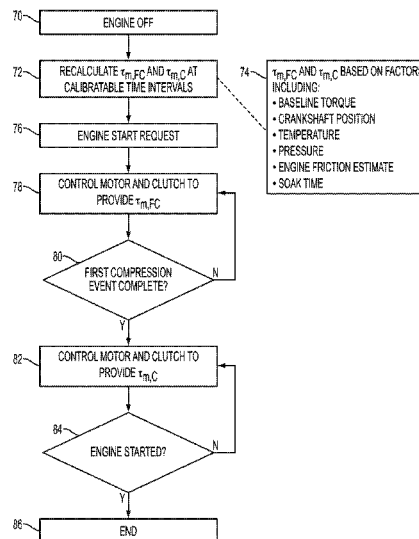 70
ENGINE OFF
72
RECALCULATE τm,FC and τm,C AT
CALIBRATABLE TIME INTERVALS
74
τm,FC and τm,C BASED ON FACTORS
INCLUDING:
• BASELINE TORQUE
• CRANKSHAFT POSITION
• TEMPERATURE
• PRESSURE
• ENGINE FRICTION ESTIMATE
• SOAK TIME
76
ENGINE START REQUEST
78
CONTROL MOTOR AND CLUTCH TO
PROVIDE τm,FC
80
FIRST COMPRESSION
EVENT COMPLETE?
N
Y
82
CONTROL MOTOR AND CLUTCH TO
PROVIDE τm,C
84
ENGINE STARTED?
N
Y
86
END